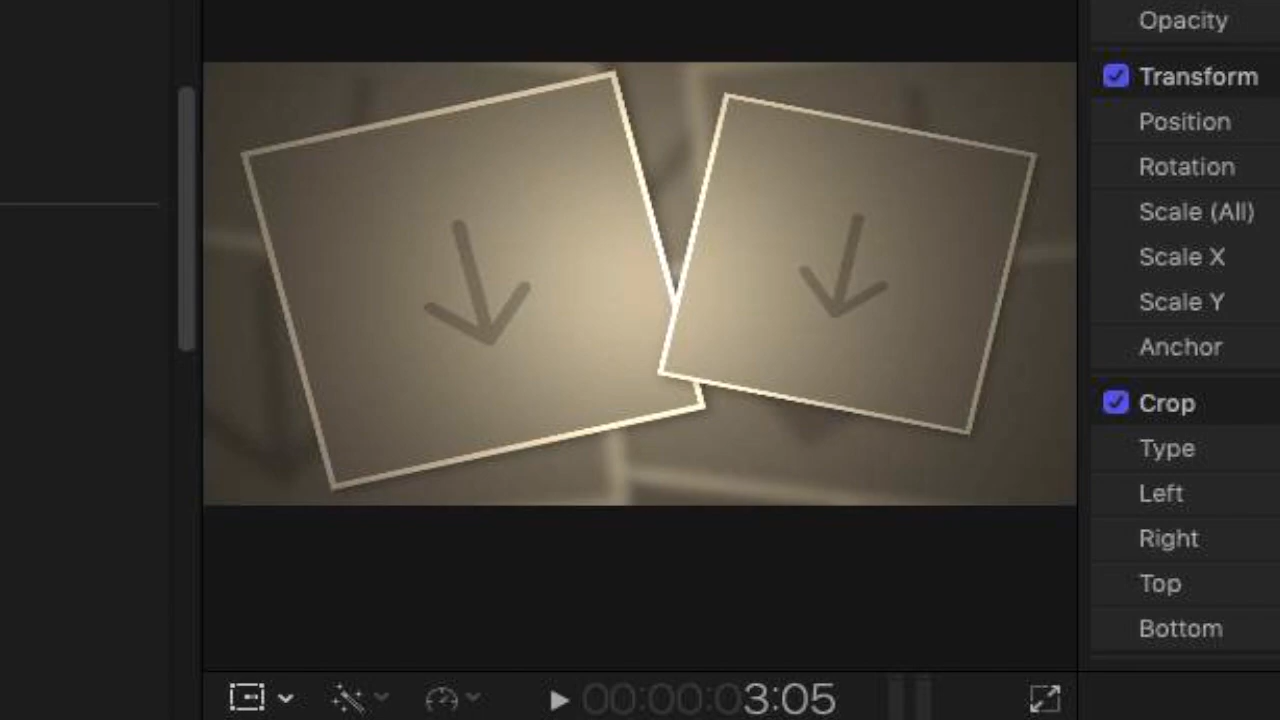 Opacity
Transform
Position
Rotation
Scale (All)
Scale X
Scale Y
Anchor
Crop
Type
Left
Right
Top
Bottom
00:00:03:05